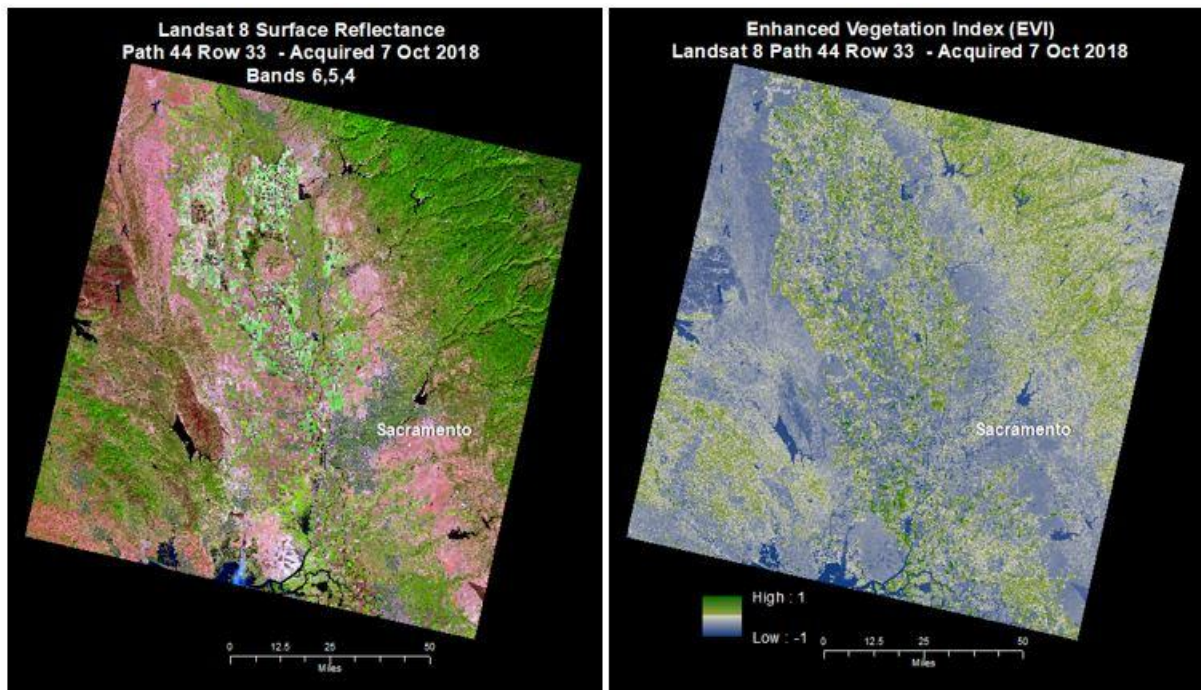 Landsat 8 Surface Reflectance
Path 44 Row 33 - Acquired 7 Oct 2018
Bands 6,5,4
Sacramento
0 12.5 25 50
Miles
Enhanced Vegetation Index (EVI)
Landsat 8 Path 44 Row 33 - Acquired 7 Oct 2018
Sacramento
High : 1
Low : -1
0 12.5 25 50
Miles